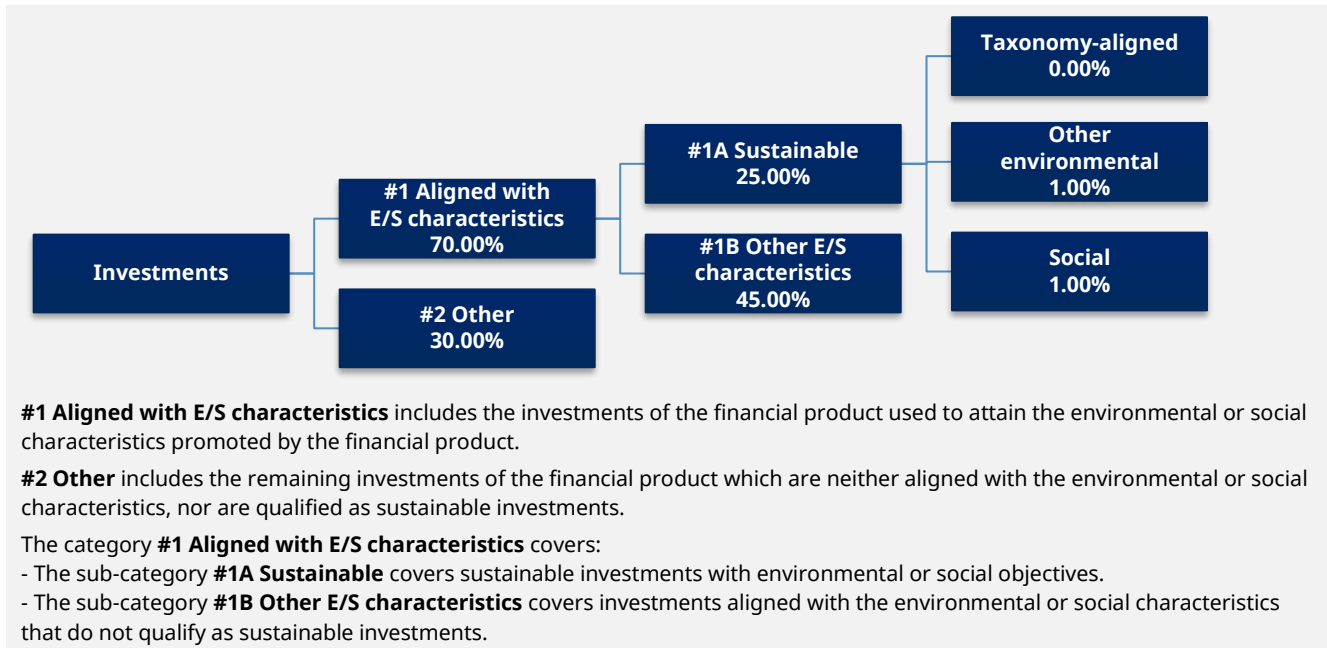 Taxonomy-aligned
0.00%
Other
environmental
1.00%
#1A Sustainable
25.00%
#1 Aligned with
E/S characteristics
70.00%
#1B Other E/S
characteristics
45.00%
Social
1.00%
Investments
#2 Other
30.00%
#1 Aligned with E/S characteristics includes the investments of the financial product used to attain the environmental or social
characteristics promoted by the financial product.
#2 Other includes the remaining investments of the financial product which are neither aligned with the environmental or social
characteristics, nor are qualified as sustainable investments.
The category #1 Aligned with E/S characteristics covers:
- The sub-category #1A Sustainable covers sustainable investments with environmental or social objectives.
- The sub-category #1B Other E/S characteristics covers investments aligned with the environmental or social characteristics
that do not qualify as sustainable investments.